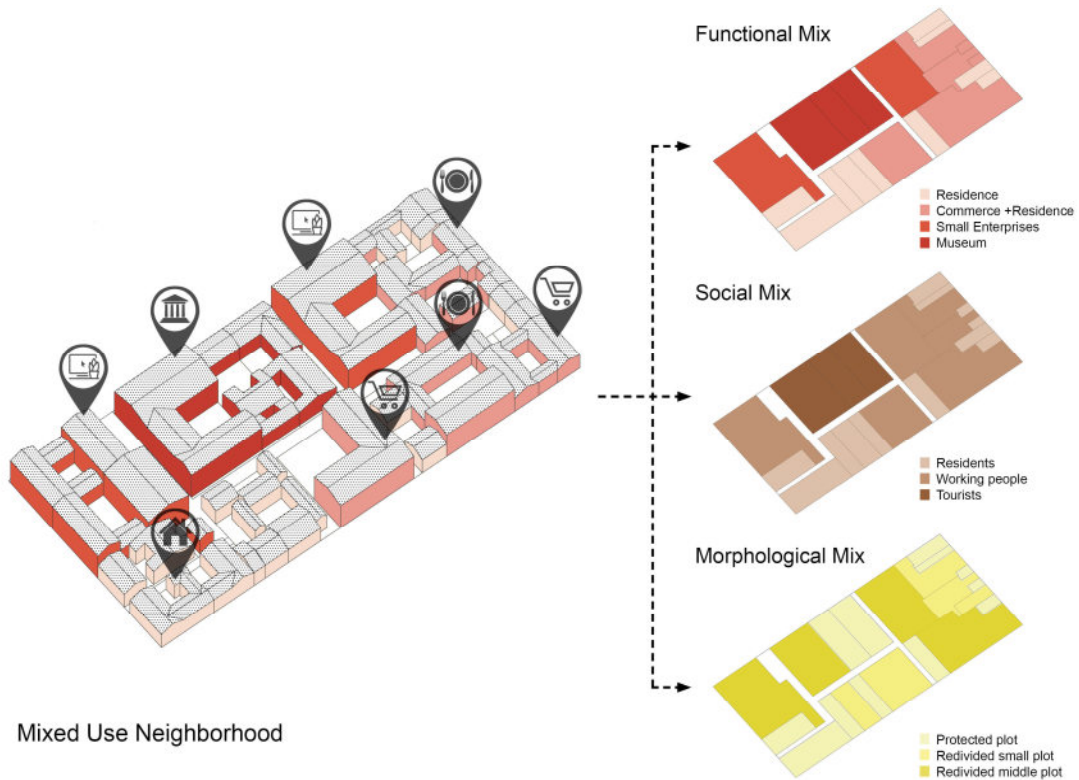 Functional Mix
Residence
Commerce +Residence
Small Enterprises
Museum
Social Mix
Residents
Working people
Tourists
Morphological Mix
Protected plot
Redivided small plot
Redivided middle plot
Mixed Use Neighborhood